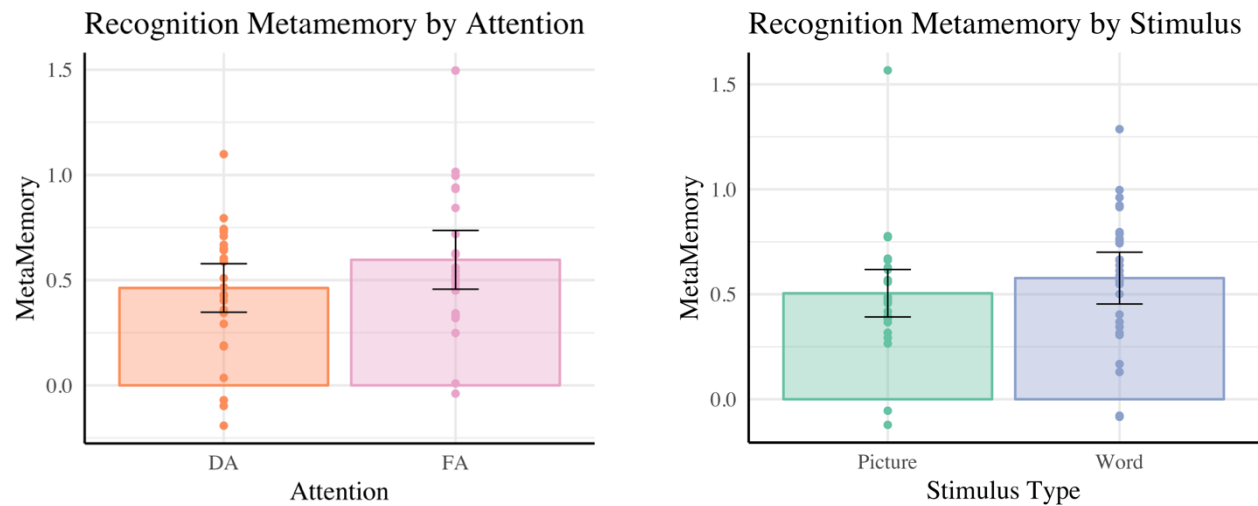 Recognition Metamemory by Attention
1.5
1.0
0.5
0.0
MetaMemory
DA
FA
Attention
Recognition Metamemory by Stimulus
1.5
1.0
0.5
0.0
MetaMemory
Picture
Word
Stimulus Type